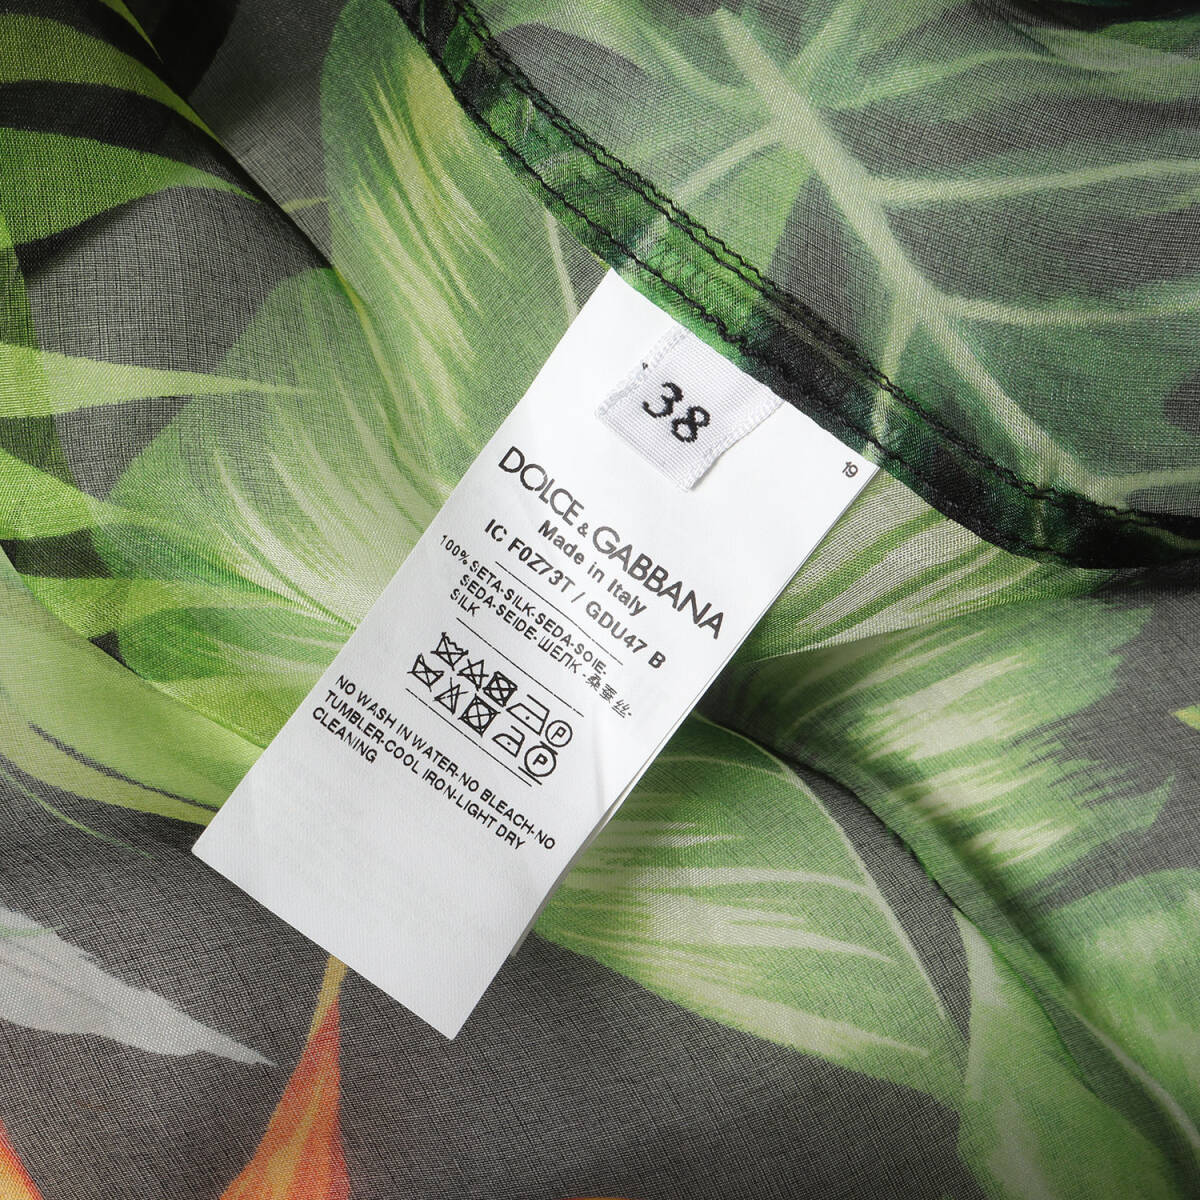 38
19
DOLCE & GABBANA
Made in Italy
IC F0Z73T / GDU47 B
100% SETA-SILK-SEDA-SOIE-
SEDA-SEIDE-ШЕЛК-桑蚕丝-
SILK
P
P
NO WASH IN WATER-NO BLEACH-NO
TUMBLER-COOL IRON-LIGHT DRY
CLEANING